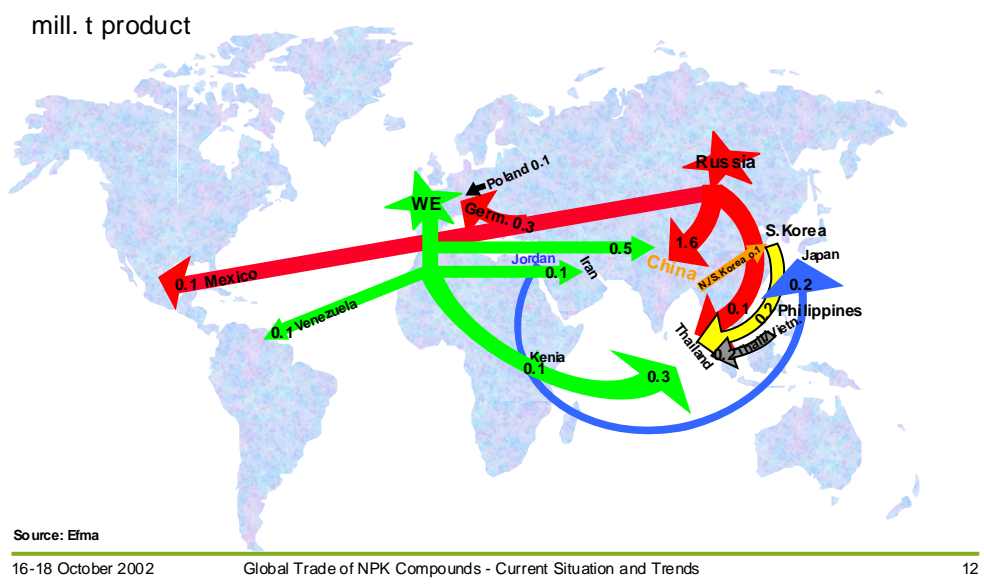 mill. t product
Russia
Poland 0.1
WE
Germ. 0.3
S.Korea
1.6
0.5
Japan
Jordan
Iran
China
N./S.Korea 0.1
0.1 Mexico
0.1
0.2
0.1
0.2
Philippines
0.1 Venezuela
Thailand
0.2 Thail/Vietn.
Kenia
0.1
0.3
Source: Efma
16-18 October 2002
Global Trade of NPK Compounds - Current Situation and Trends
12